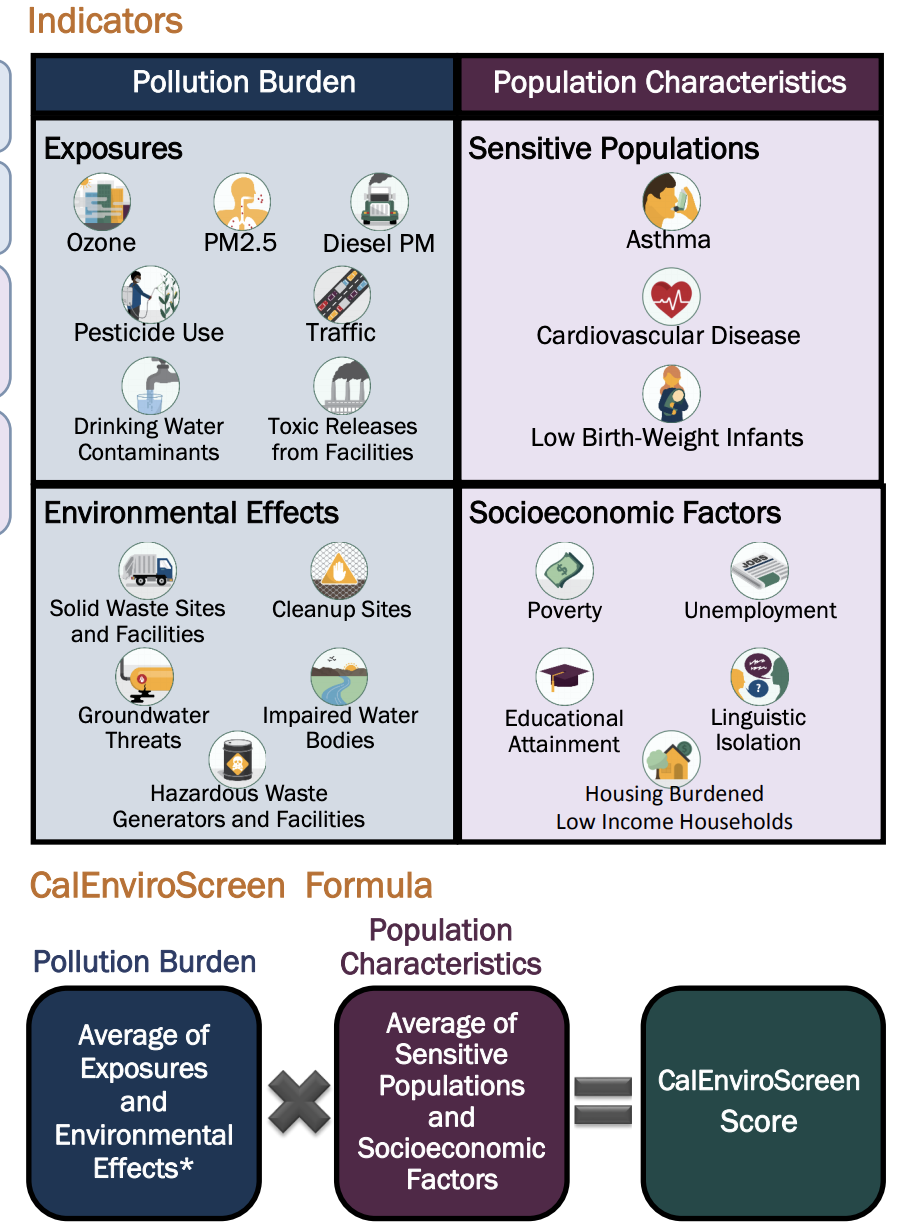 Indicators
Pollution Burden
Population Characteristics
Exposures
Ozone
PM2.5
Diesel PM
Pesticide Use
Traffic
Drinking Water
Contaminants
Toxic Releases
from Facilities
Sensitive Populations
Asthma
Cardiovascular Disease
Low Birth-Weight Infants
Environmental Effects
Solid Waste Sites
and Facilities
Cleanup Sites
Groundwater
Threats
Impaired Water
Bodies
Hazardous Waste
Generators and Facilities
Socioeconomic Factors
Poverty
JOBS
Unemployment
Educational
Attainment
?
Linguistic
Isolation
$
Housing Burdened
Low Income Households
CalEnviroScreen Formula
Pollution Burden
Average of
Exposures
and
Environmental
Effects*
Population
Characteristics
Average of
Sensitive
Populations
and
Socioeconomic
Factors
CalEnviroScreen
Score